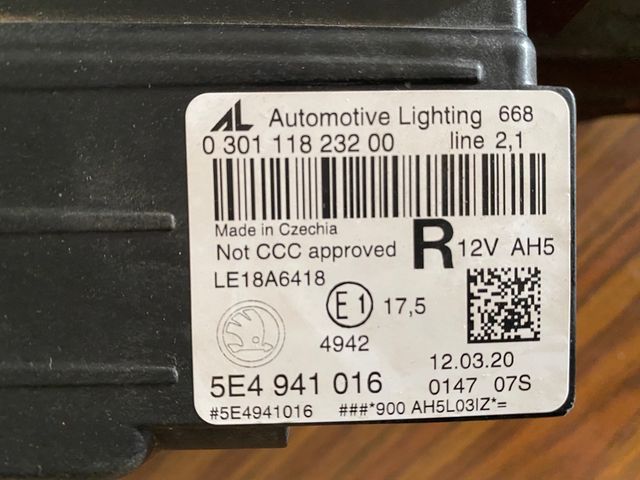 AL Automotive Lighting 668
0 301 118 232 00 line 2,1
Made in Czechia
Not CCC approved R 12V AH5
LE18A6418
E1 17,5
4942
12.03.20
5E4 941 016 0147 07S
#5E4941016 ###*900 AH5L03IZ*=